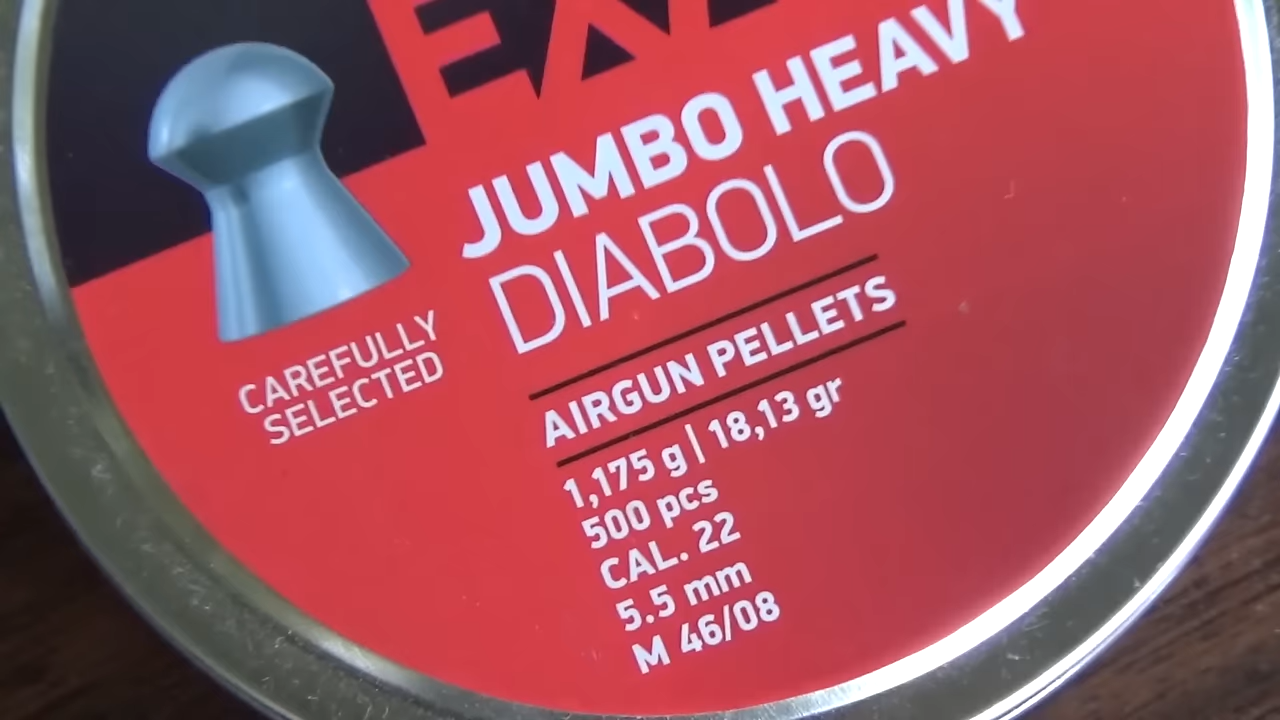 JUMBO HEAVY
DIABOLO
AIRGUN PELLETS
1,175 g | 18,13 gr
500 pcs
CAL. 22
5.5 mm
M 46/08
CAREFULLY
SELECTED